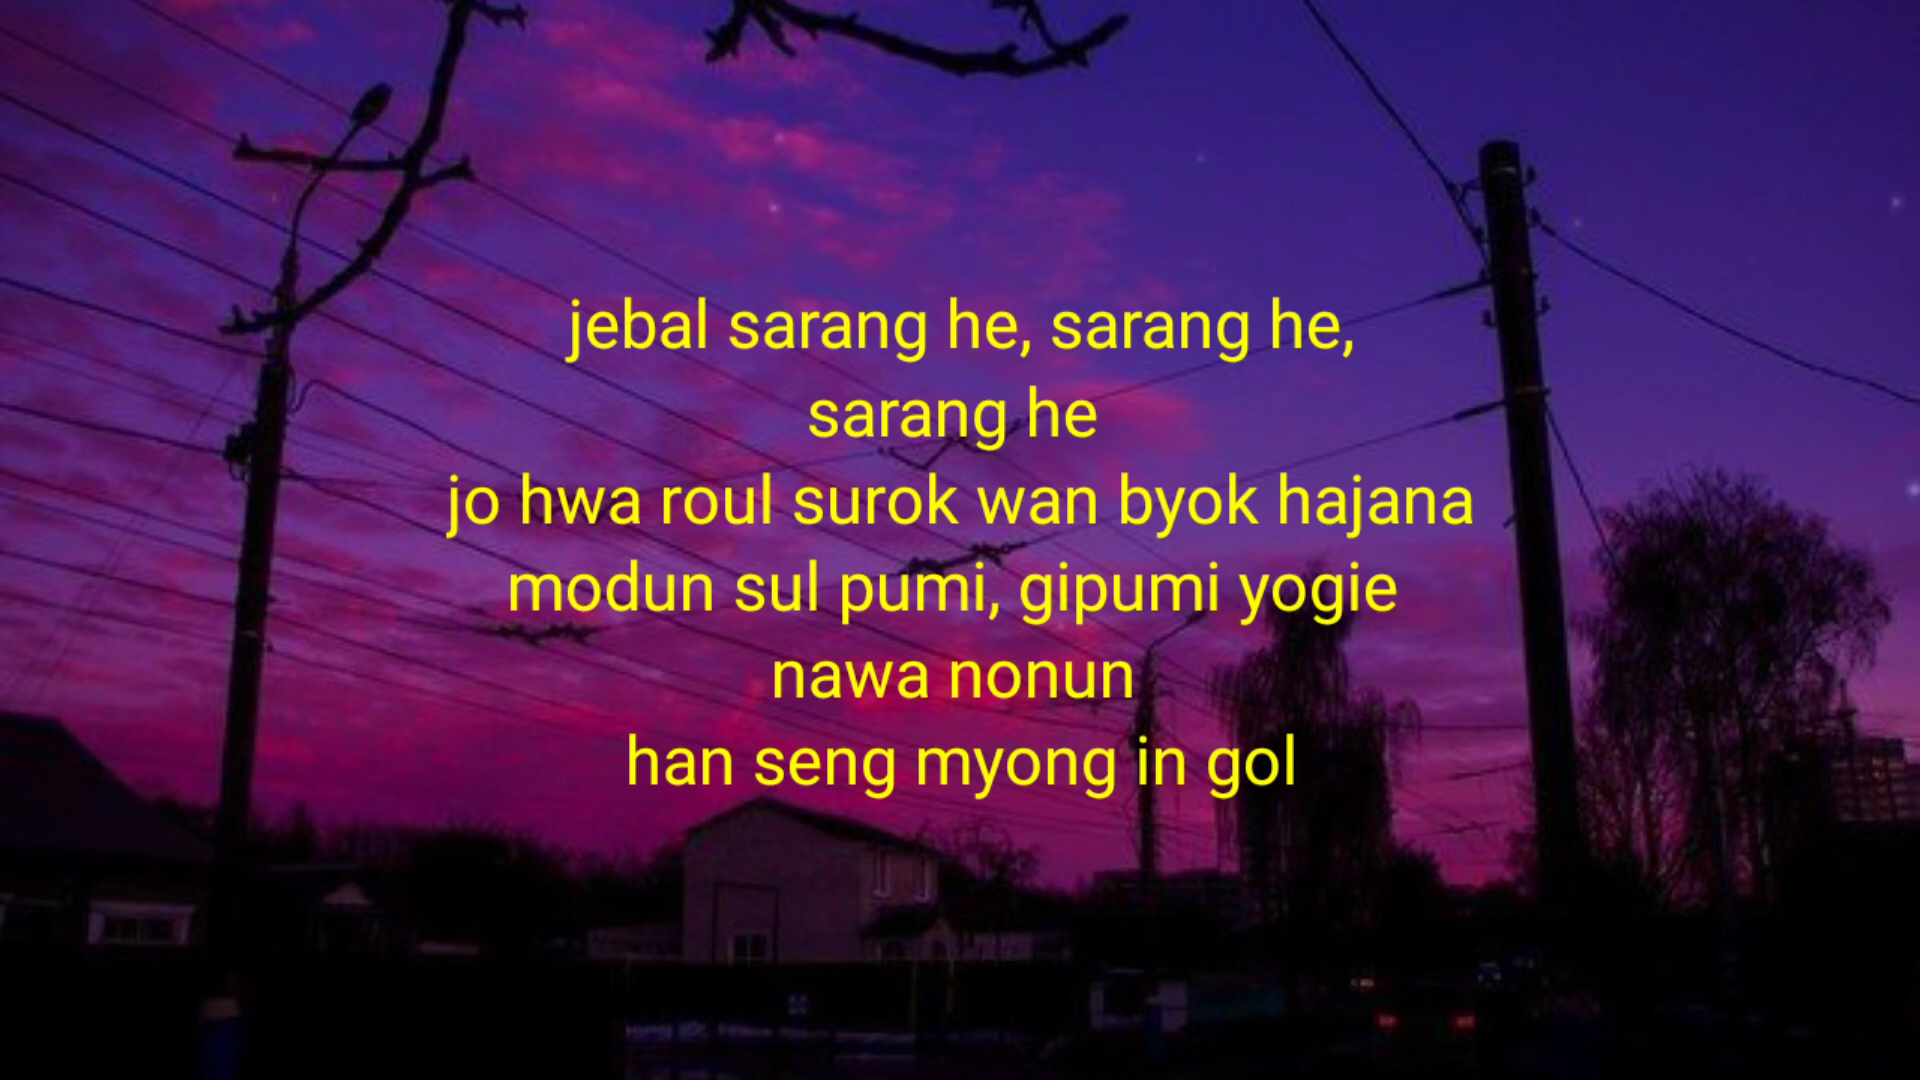 jebal sarang he, sarang he,
sarang he
jo hwa roul surok wan byok hajana
modun sul pumi, gipumi yogie
nawa nonun
han seng myong in gol